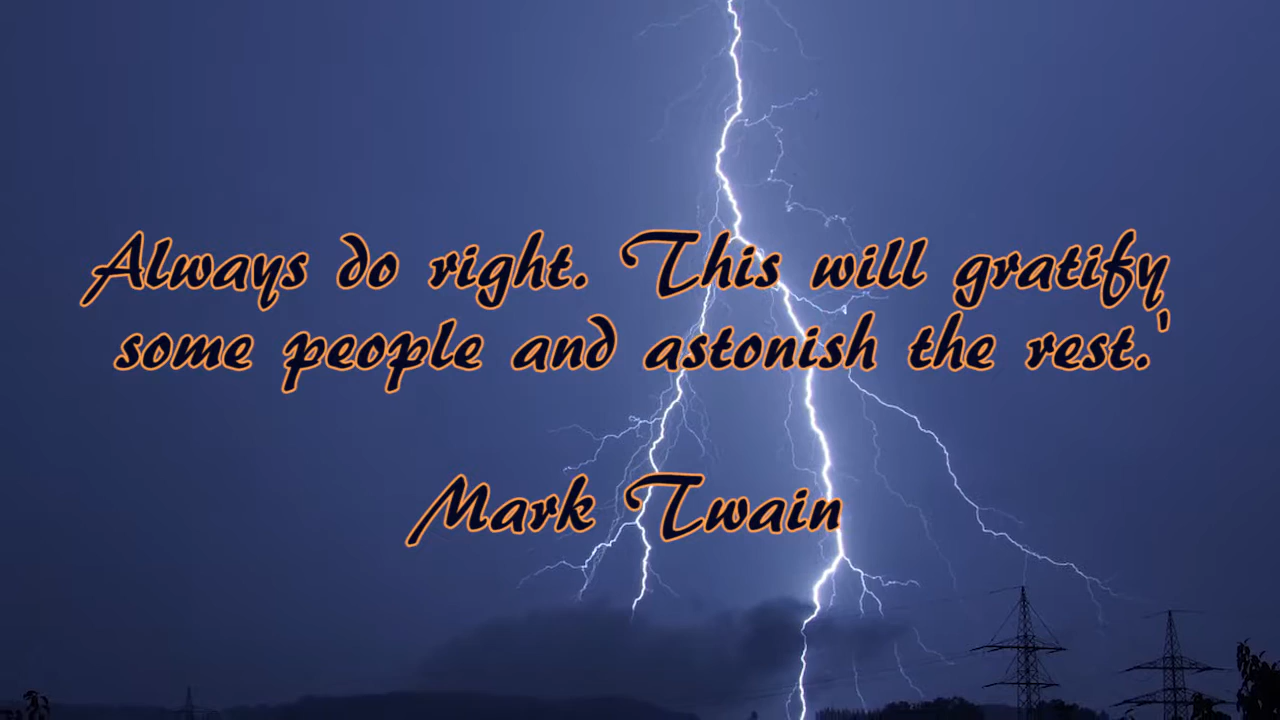 Always do right. This will gratify
some people and astonish the rest.'
Mark Twain